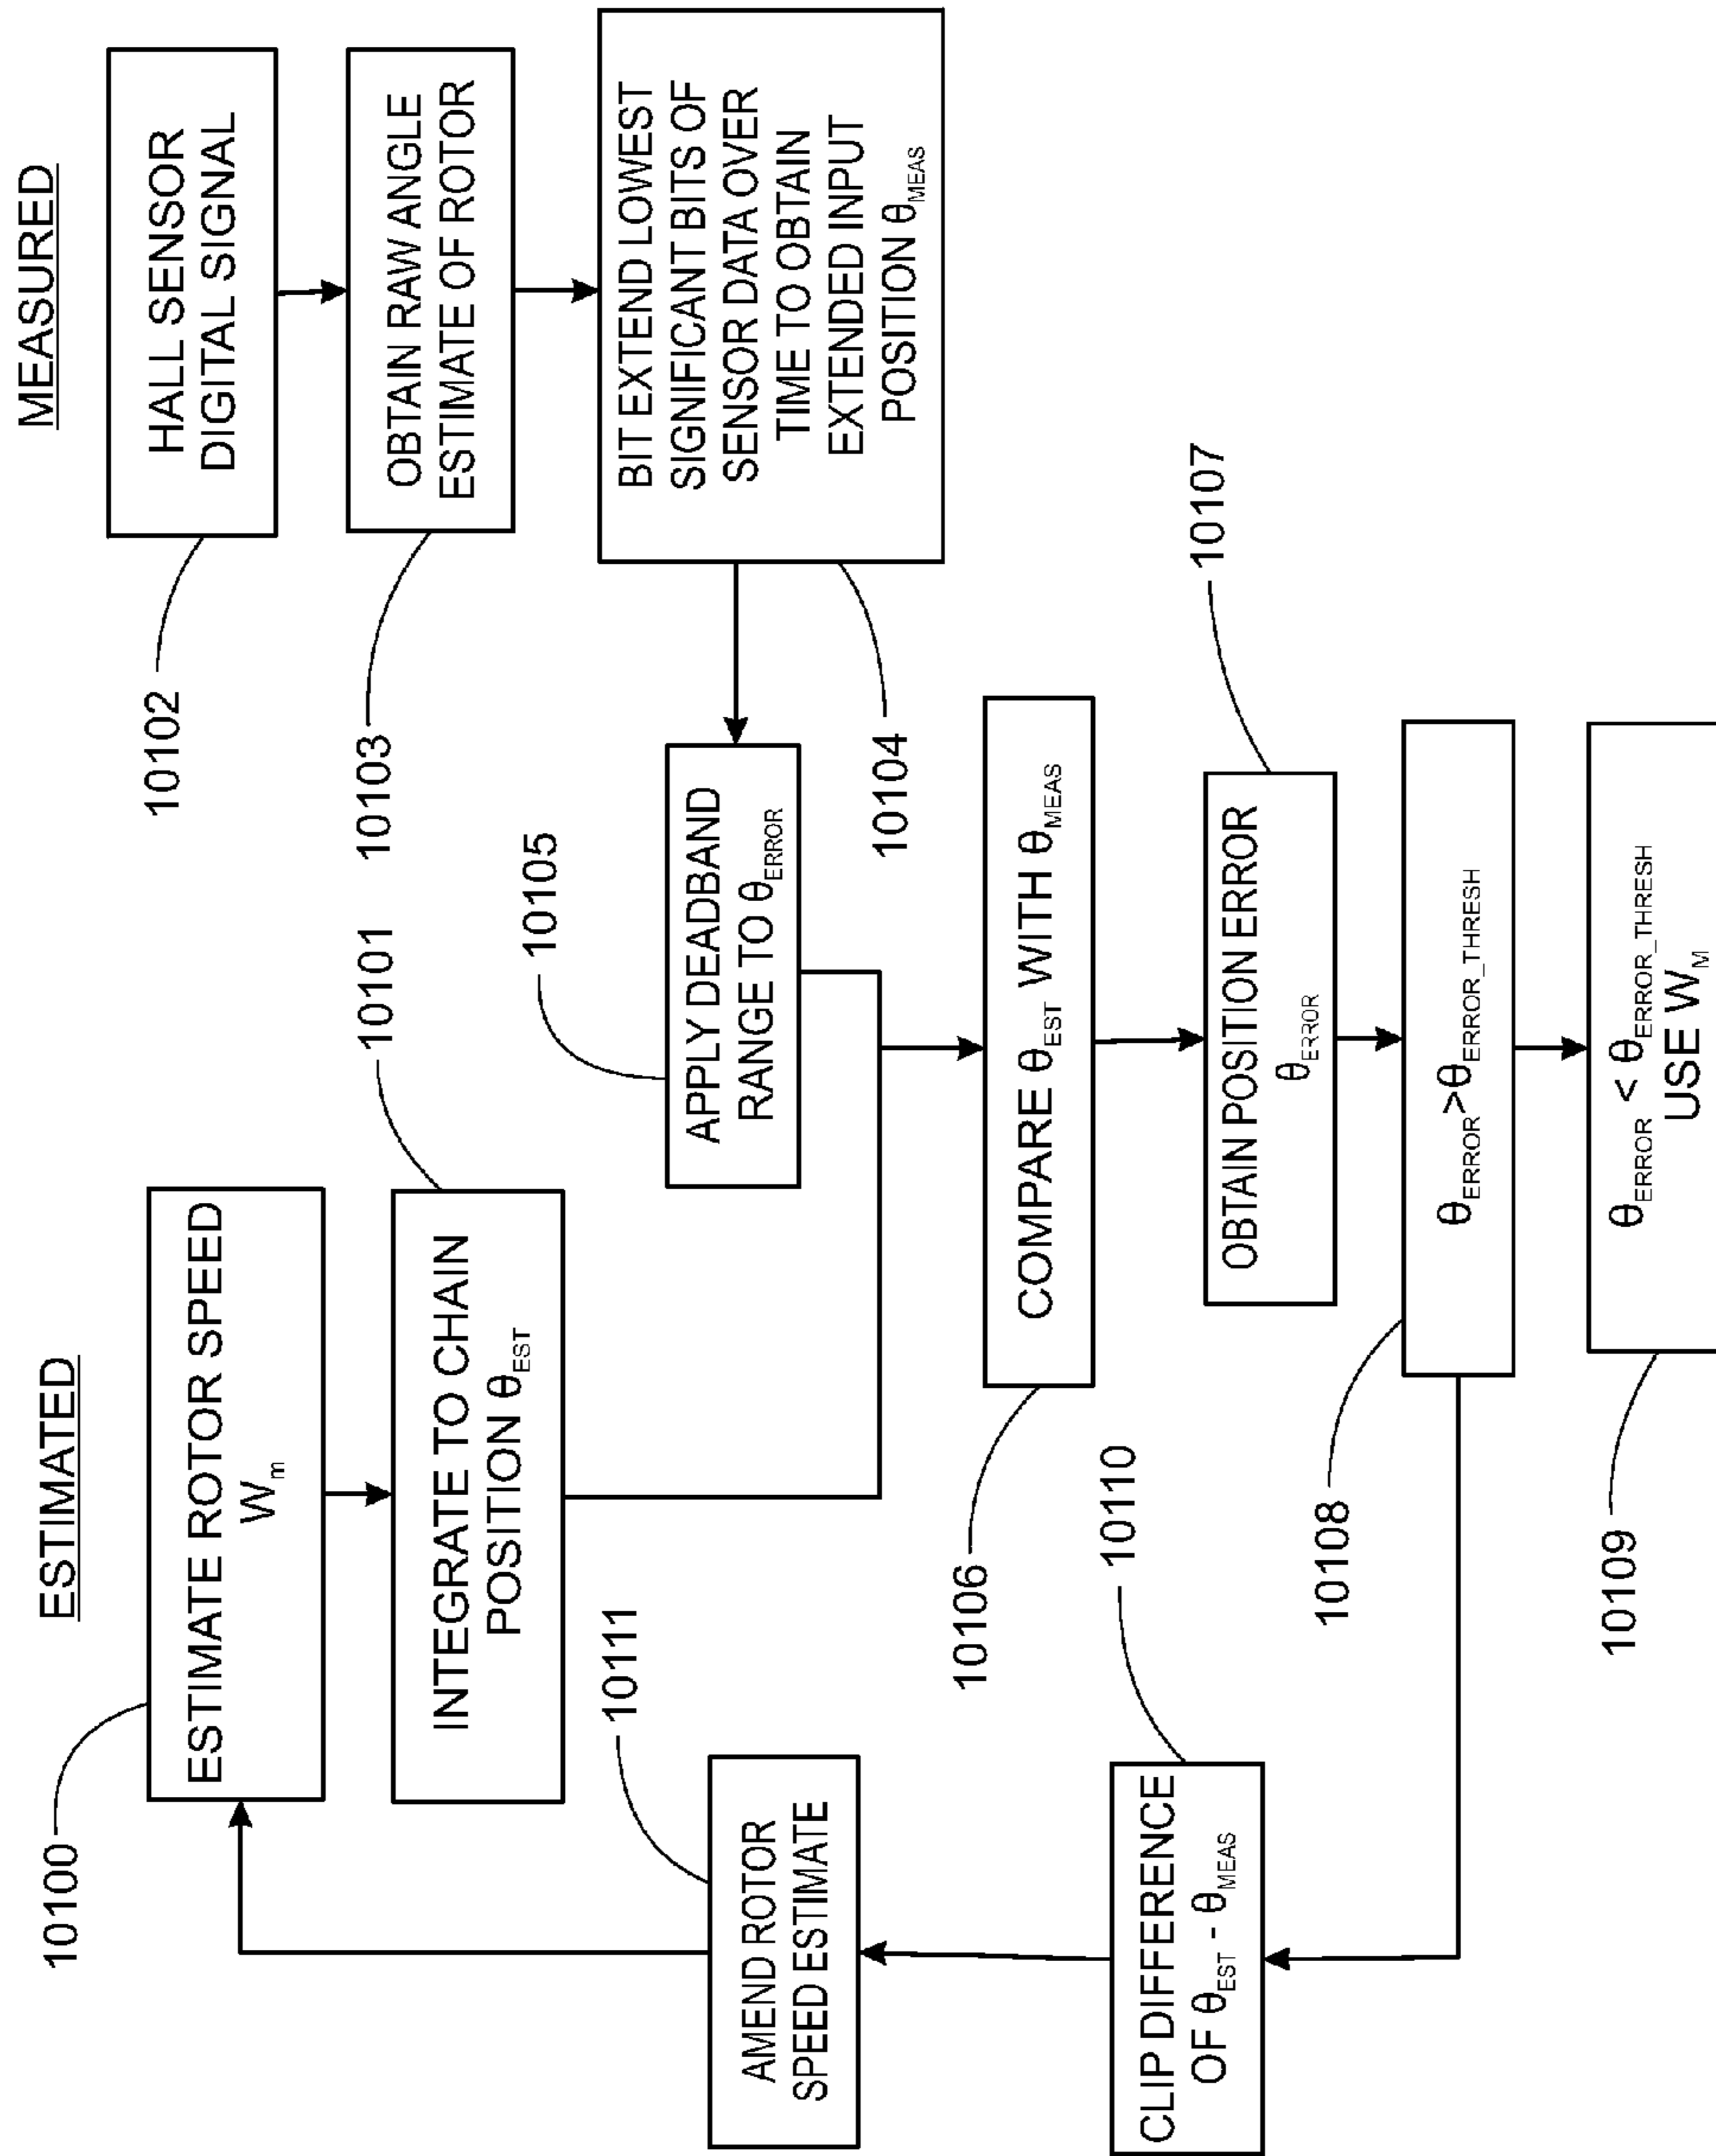 ESTIMATED
MEASURED
10100
ESTIMATE ROTOR SPEED
Wm
10101
INTEGRATE TO CHAIN
POSITION θEST
10102
HALL SENSOR
DIGITAL SIGNAL
10103
OBTAIN RAW ANGLE
ESTIMATE OF ROTOR
BIT EXTEND LOWEST
SIGNIFICANT BITS OF
SENSOR DATA OVER
TIME TO OBTAIN
EXTENDED INPUT
POSITION θMEAS
10104
10105
APPLY DEADBAND
RANGE TO θERROR
10106
COMPARE θEST WITH θMEAS
10107
OBTAIN POSITION ERROR
θERROR
10108
θERROR>θERROR_THRESH
10109
θERROR < θERROR_THRESH
USE WM
10110
CLIP DIFFERENCE
OF θEST - θMEAS
10111
AMEND ROTOR
SPEED ESTIMATE